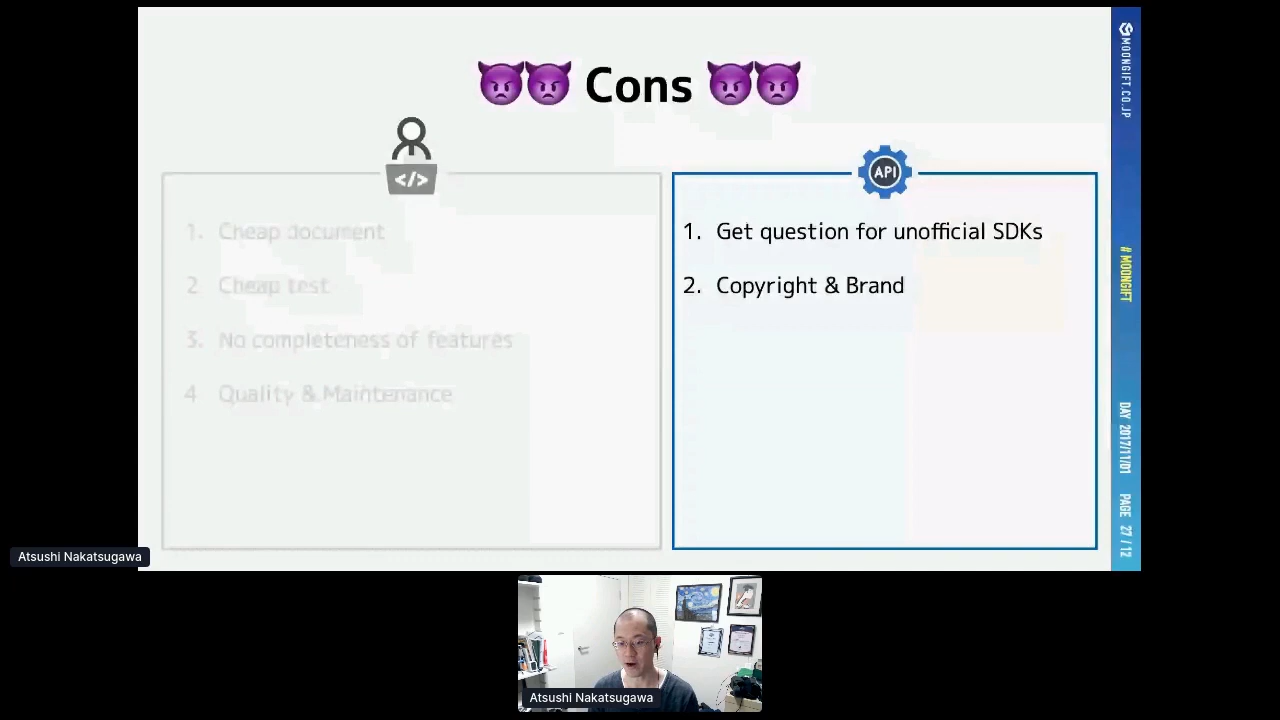 Cons
</>
1. Cheap document
2 Cheap test
3. No completeness of features
4 Quality & Maintenance
API
1. Get question for unofficial SDKs
2. Copyright & Brand
MOONGIFT.CO.JP
# MOONGIFT
DAY 2017/11/01
PAGE 27 / 12
Atsushi Nakatsugawa
Atsushi Nakatsugawa